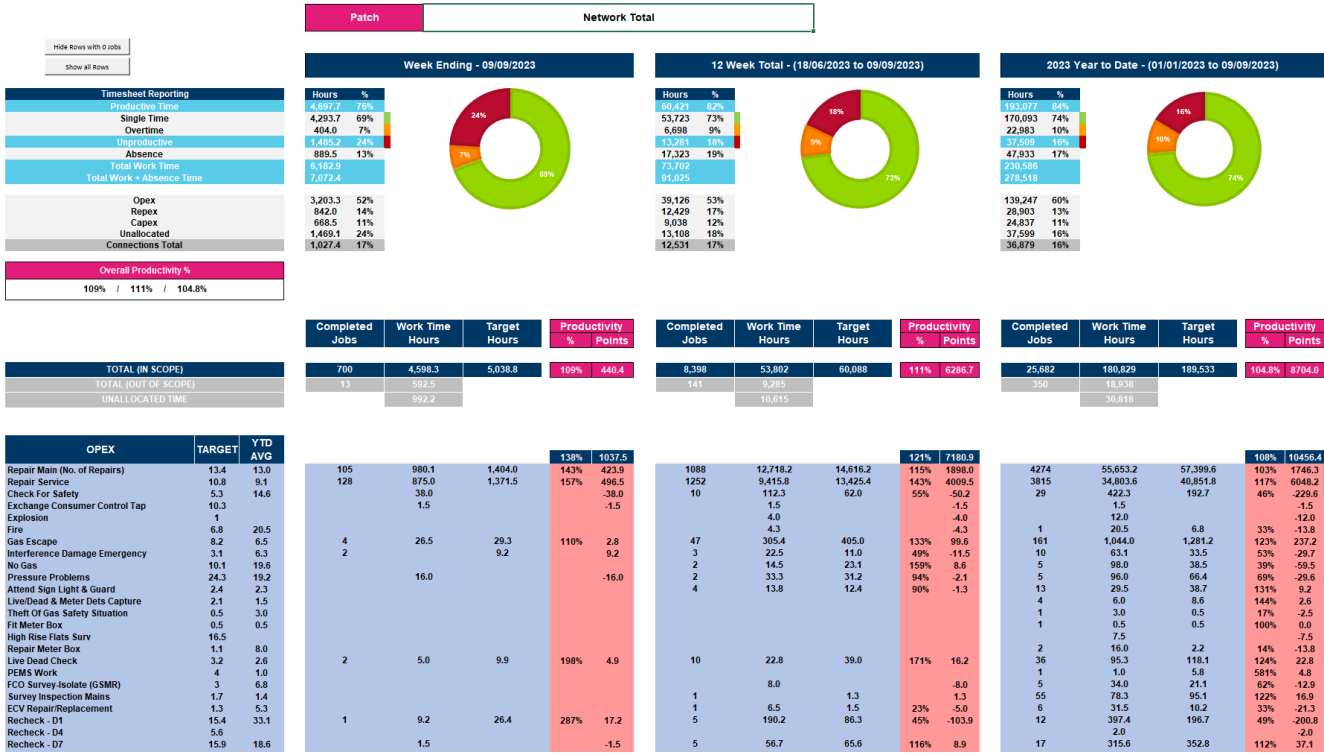 Patch Network Total
Hide Rows with 0 Jobs
Show all Rows
Week Ending - 09/09/2023 12 Week Total - (18/06/2023 to 09/09/2023) 2023 Year to Date - (01/01/2023 to 09/09/2023)
Timesheet Reporting Hours % Hours % Hours %
Productive Time 4,697.7 76% 60,421 82% 193,077 84%
Single Time 4,293.7 69% 53,723 73% 170,093 74%
Overtime 404.0 7% 6,698 9% 22,983 10%
Unproductive 1,485.2 24% 13,281 18% 37,509 16%
Absence 889.5 13% 17,323 19% 47,933 17%
Total Work Time 6,182.9 73,702 230,586
Total Work + Absence Time 7,072.4 91,025 278,518
24% 7% 69%
18% 9% 73%
16% 10% 74%
Opex 3,203.3 52% 39,126 53% 139,247 60%
Repex 842.0 14% 12,429 17% 28,903 13%
Capex 668.5 11% 9,038 12% 24,837 11%
Unallocated 1,469.1 24% 13,108 18% 37,599 16%
Connections Total 1,027.4 17% 12,531 17% 36,879 16%
Overall Productivity %
109% / 111% / 104.8%
Completed Work Time Target Productivity Completed Work Time Target Productivity Completed Work Time Target Productivity
Jobs Hours Hours % Points Jobs Hours Hours % Points Jobs Hours Hours % Points
TOTAL (IN SCOPE) 700 4,598.3 5,038.8 109% 440.4 8,398 53,802 60,088 111% 6286.7 25,682 180,829 189,533 104.8% 8704.0
TOTAL (OUT OF SCOPE) 13 592.5 141 9,285 350 18,938
UNALLOCATED TIME 992.2 10,615 30,818
OPEX TARGET YTD
AVG 138% 1037.5 121% 7180.9 108% 10456.4
Repair Main (No. of Repairs) 13.4 13.0 105 980.1 1,404.0 143% 423.9 1088 12,718.2 14,616.2 115% 1898.0 4274 55,653.2 57,399.6 103% 1746.3
Repair Service 10.8 9.1 128 875.0 1,371.5 157% 496.5 1252 9,415.8 13,425.4 143% 4009.5 3815 34,803.6 40,851.8 117% 6048.2
Check For Safety 5.3 14.6 38.0 -38.0 10 112.3 62.0 55% -50.2 29 422.3 192.7 46% -229.6
Exchange Consumer Control Tap 10.3 1.5 -1.5 1.5 -1.5 1.5 -1.5
Explosion 1 4.0 -4.0 12.0 -12.0
Fire 6.8 20.5 4.3 -4.3 1 20.5 6.8 33% -13.8
Gas Escape 8.2 6.5 4 26.5 29.3 110% 2.8 47 305.4 405.0 133% 99.6 161 1,044.0 1,281.2 123% 237.2
Interference Damage Emergency 3.1 6.3 2 9.2 9.2 3 22.5 11.0 49% -11.5 10 63.1 33.5 53% -29.7
No Gas 10.1 19.6 2 14.5 23.1 159% 8.6 5 98.0 38.5 39% -59.5
Pressure Problems 24.3 19.2 16.0 -16.0 2 33.3 31.2 94% -2.1 5 96.0 66.4 69% -29.6
Attend Sign Light & Guard 2.4 2.3 4 13.8 12.4 90% -1.3 13 29.5 38.7 131% 9.2
Live/Dead & Meter Dets Capture 2.1 1.5 4 6.0 8.6 144% 2.6
Theft Of Gas Safety Situation 0.5 3.0 1 3.0 0.5 17% -2.5
Fit Meter Box 0.5 0.5 1 0.5 0.5 100% 0.0
High Rise Flats Surv 16.5 7.5 -7.5
Repair Meter Box 1.1 8.0 2 16.0 2.2 14% -13.8
Live Dead Check 3.2 2.6 2 5.0 9.9 198% 4.9 10 22.8 39.0 171% 16.2 36 95.3 118.1 124% 22.8
PEMS Work 4 1.0 1 1.0 5.8 581% 4.8
FCO Survey-Isolate (GSMR) 3 6.8 8.0 -8.0 5 34.0 21.1 62% -12.9
Survey Inspection Mains 1.7 1.4 1 1.3 1.3 55 78.3 95.1 122% 16.9
ECV Repair/Replacement 1.3 5.3 1 6.5 1.5 23% -5.0 6 31.5 10.2 33% -21.3
Recheck - D1 15.4 33.1 1 9.2 26.4 287% 17.2 5 190.2 86.3 45% -103.9 12 397.4 196.7 49% -200.8
Recheck - D4 5.6 2.0 -2.0
Recheck - D7 15.9 18.6 1.5 -1.5 5 56.7 65.6 116% 8.9 17 315.6 352.8 112% 37.1